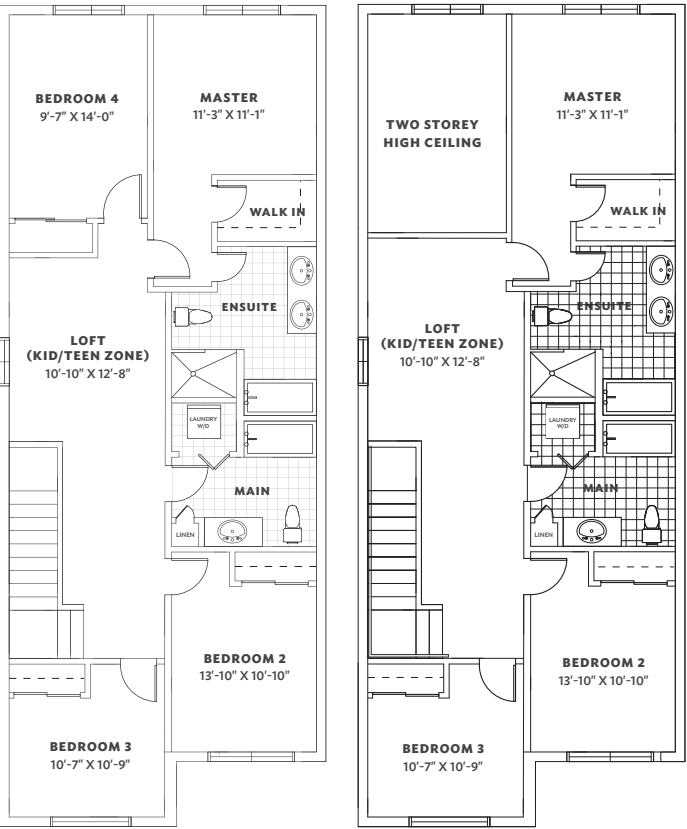 BEDROOM 4
9'-7" X 14'-0"
MASTER
11'-3" X 11'-1"
WALK IN
ENSUITE
LOFT
(KID/TEEN ZONE)
10'-10" X 12'-8"
LAUNDRY
W/D
MAIN
LINEN
BEDROOM 2
13'-10" X 10'-10"
BEDROOM 3
10'-7" X 10'-9"
TWO STOREY
HIGH CEILING
MASTER
11'-3" X 11'-1"
WALK IN
ENSUITE
LOFT
(KID/TEEN ZONE)
10'-10" X 12'-8"
LAUNDRY
W/D
MAIN
LINEN
BEDROOM 2
13'-10" X 10'-10"
BEDROOM 3
10'-7" X 10'-9"